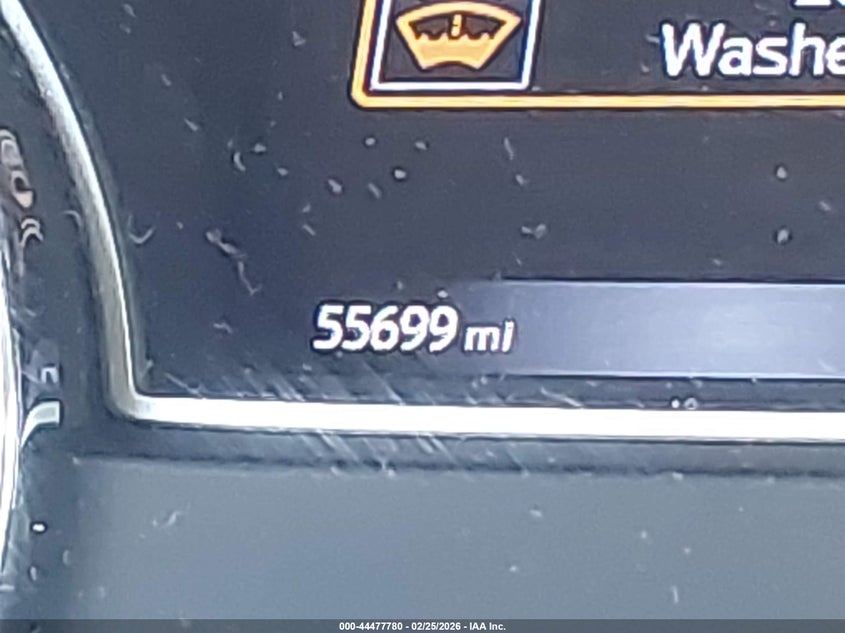 Washe
55699 mi
000-44477780 - 02/25/2026 - IAA Inc.